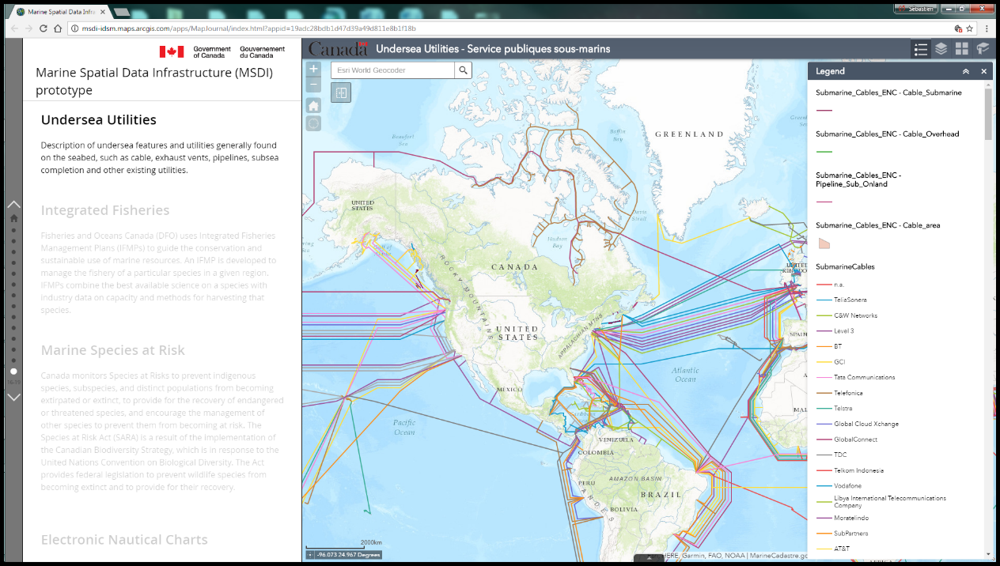 Marine Spatial Data Infra
Sebastien
msdi-idsm.maps.arcgis.com/apps/MapJournal/index.html?appid=19adc28bdb1d47d39a49d811e8b1f18b
Government of Canada
Gouvernement du Canada
Marine Spatial Data Infrastructure (MSDI)
prototype
Undersea Utilities
Description of undersea features and utilities generally found
on the seabed, such as cable, exhaust vents, pipelines, subsea
completion and other existing utilities.
Integrated Fisheries
Fisheries and Oceans Canada (DFO) uses Integrated Fisheries
Management Plans (IFMPs) to guide the conservation and
sustainable use of marine resources. An IFMP is developed to
manage the fishery of a particular species in a given region.
IFMPs combine the best available science on a species with
industry data on capacity and methods for harvesting that
species.
Marine Species at Risk
Canada monitors Species at Risks to prevent indigenous
species, subspecies, and distinct populations from becoming
extirpated or extinct, to provide for the recovery of endangered
or threatened species, and encourage the management of
other species to prevent them from becoming at risk. The
Species at Risk Act (SARA) is a result of the implementation of
the Canadian Biodiversity Strategy, which is in response to the
United Nations Convention on Biological Diversity. The Act
provides federal legislation to prevent wildlife species from
becoming extinct and to provide for their recovery.
Electronic Nautical Charts
Canada
Undersea Utilities - Service publiques sous-marins
Esri World Geocoder
Beaufort
Sea
Baffin
Bay
GREENLAND
UNITED
STATES
Davis
Strait
Hudson
Bay
Gulf of
CANADA
ROCKY MOUNTAINS
UNITED
STATES
APPALACHIAN MTNS
UNITED
SPAIN
Atlantic
Ocean
MEXICO
MAL
Pacific
Ocean
Caribbean
VENEZUELA
COLOMBIA
AMAZON BASIN
PERU
BRAZIL
ANDES
BOLIVIA
2000km
-96.073 24.967 Degrees
HERE, Garmin, FAO, NOAA | MarineCadastre.go
Legend
Submarine_Cables_ENC - Cable_Submarine
Submarine_Cables_ENC - Cable_Overhead
Submarine_Cables_ENC -
Pipeline_Sub_Onland
Submarine_Cables_ENC - Cable_area
SubmarineCables
n.a.
TeliaSonera
C&W Networks
Level 3
BT
GCI
Tata Communications
Telefonica
Telstra
Global Cloud Xchange
GlobalConnect
TDC
Telkom Indonesia
Vodafone
Libya International Telecommunications
Company
Moratelindo
SubPartners
AT&T